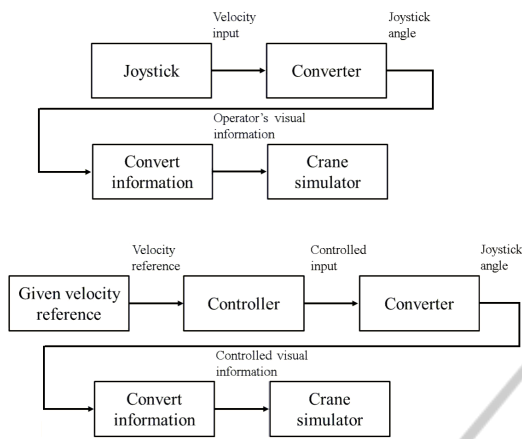 Velocity
input
Joystick
angle
Joystick
Converter
Operator's visual
information
Convert
information
Crane
simulator
Velocity
reference
Controlled
input
Joystick
angle
Given velocity
reference
Controller
Converter
Controlled visual
information
Convert
information
Crane
simulator